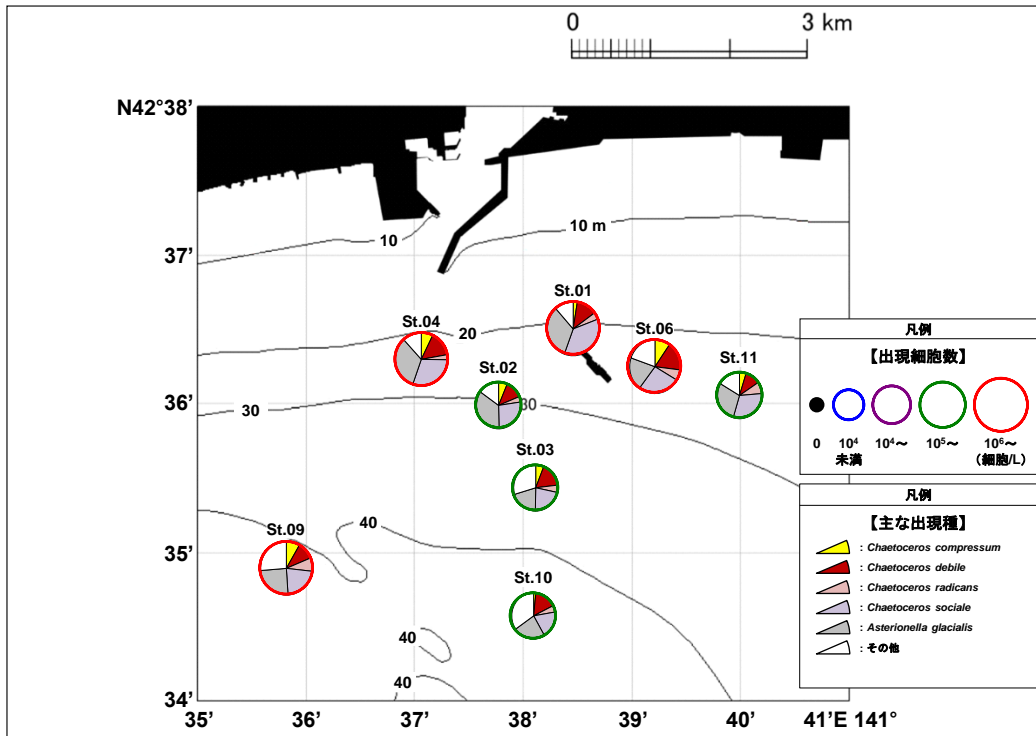 0 3 km
N42°38’
10 10 m
37’
St.01
St.04
20
St.06
St.02
St.11
36’
30 30
St.03
40
St.09
35’
St.10
40
40
34’
35’ 36’ 37’ 38’ 39’ 40’ 41’E 141°
凡例
【出現細胞数】
0 10⁴ 10⁴～ 10⁵～ 10⁶～
未満 (細胞/L)
凡例
【主な出現種】
: Chaetoceros compressum
: Chaetoceros debile
: Chaetoceros radicans
: Chaetoceros sociale
: Asterionella glacialis
: その他